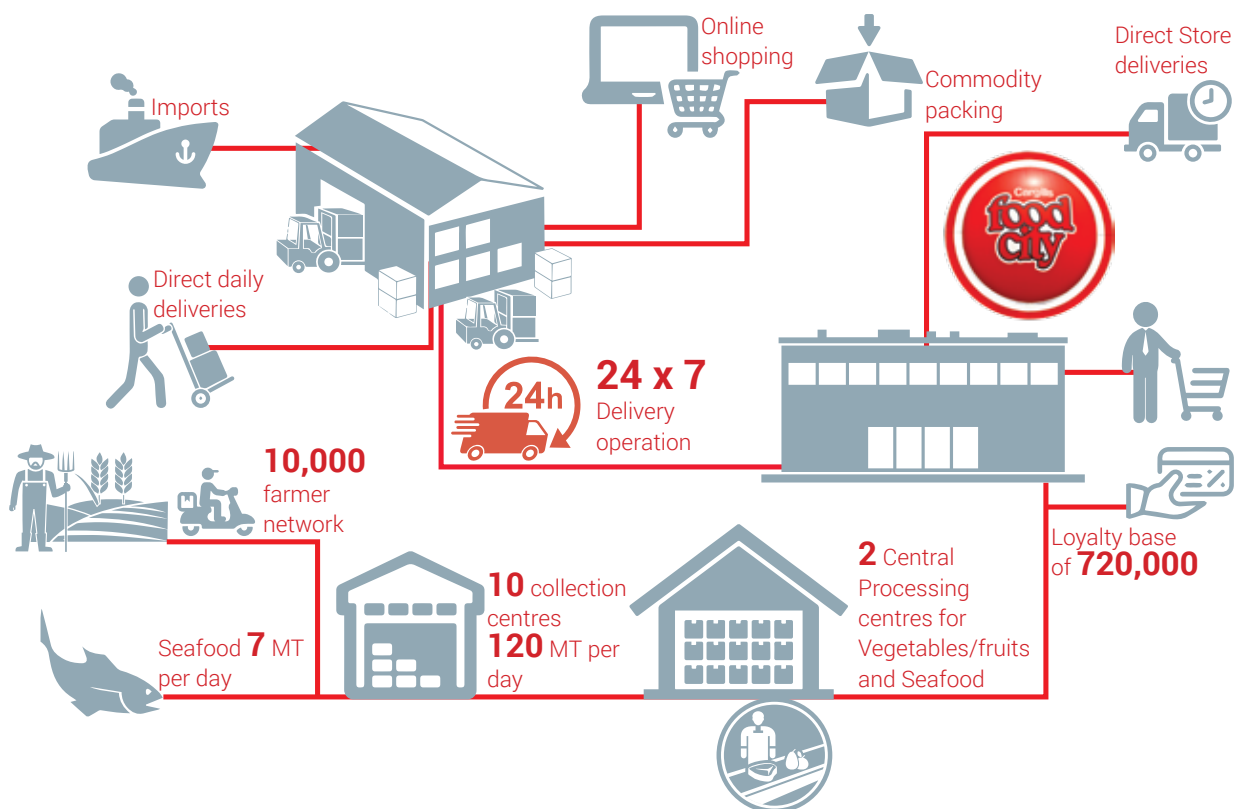 Online
shopping
Direct Store
deliveries
Imports
Commodity
packing
Cargills
food
city
Direct daily
deliveries
24h
24 x 7
Delivery
operation
10,000
farmer
network
Loyalty base
of 720,000
10 collection
centres
120 MT per
day
2 Central
Processing
centres for
Vegetables/fruits
and Seafood
Seafood 7 MT
per day